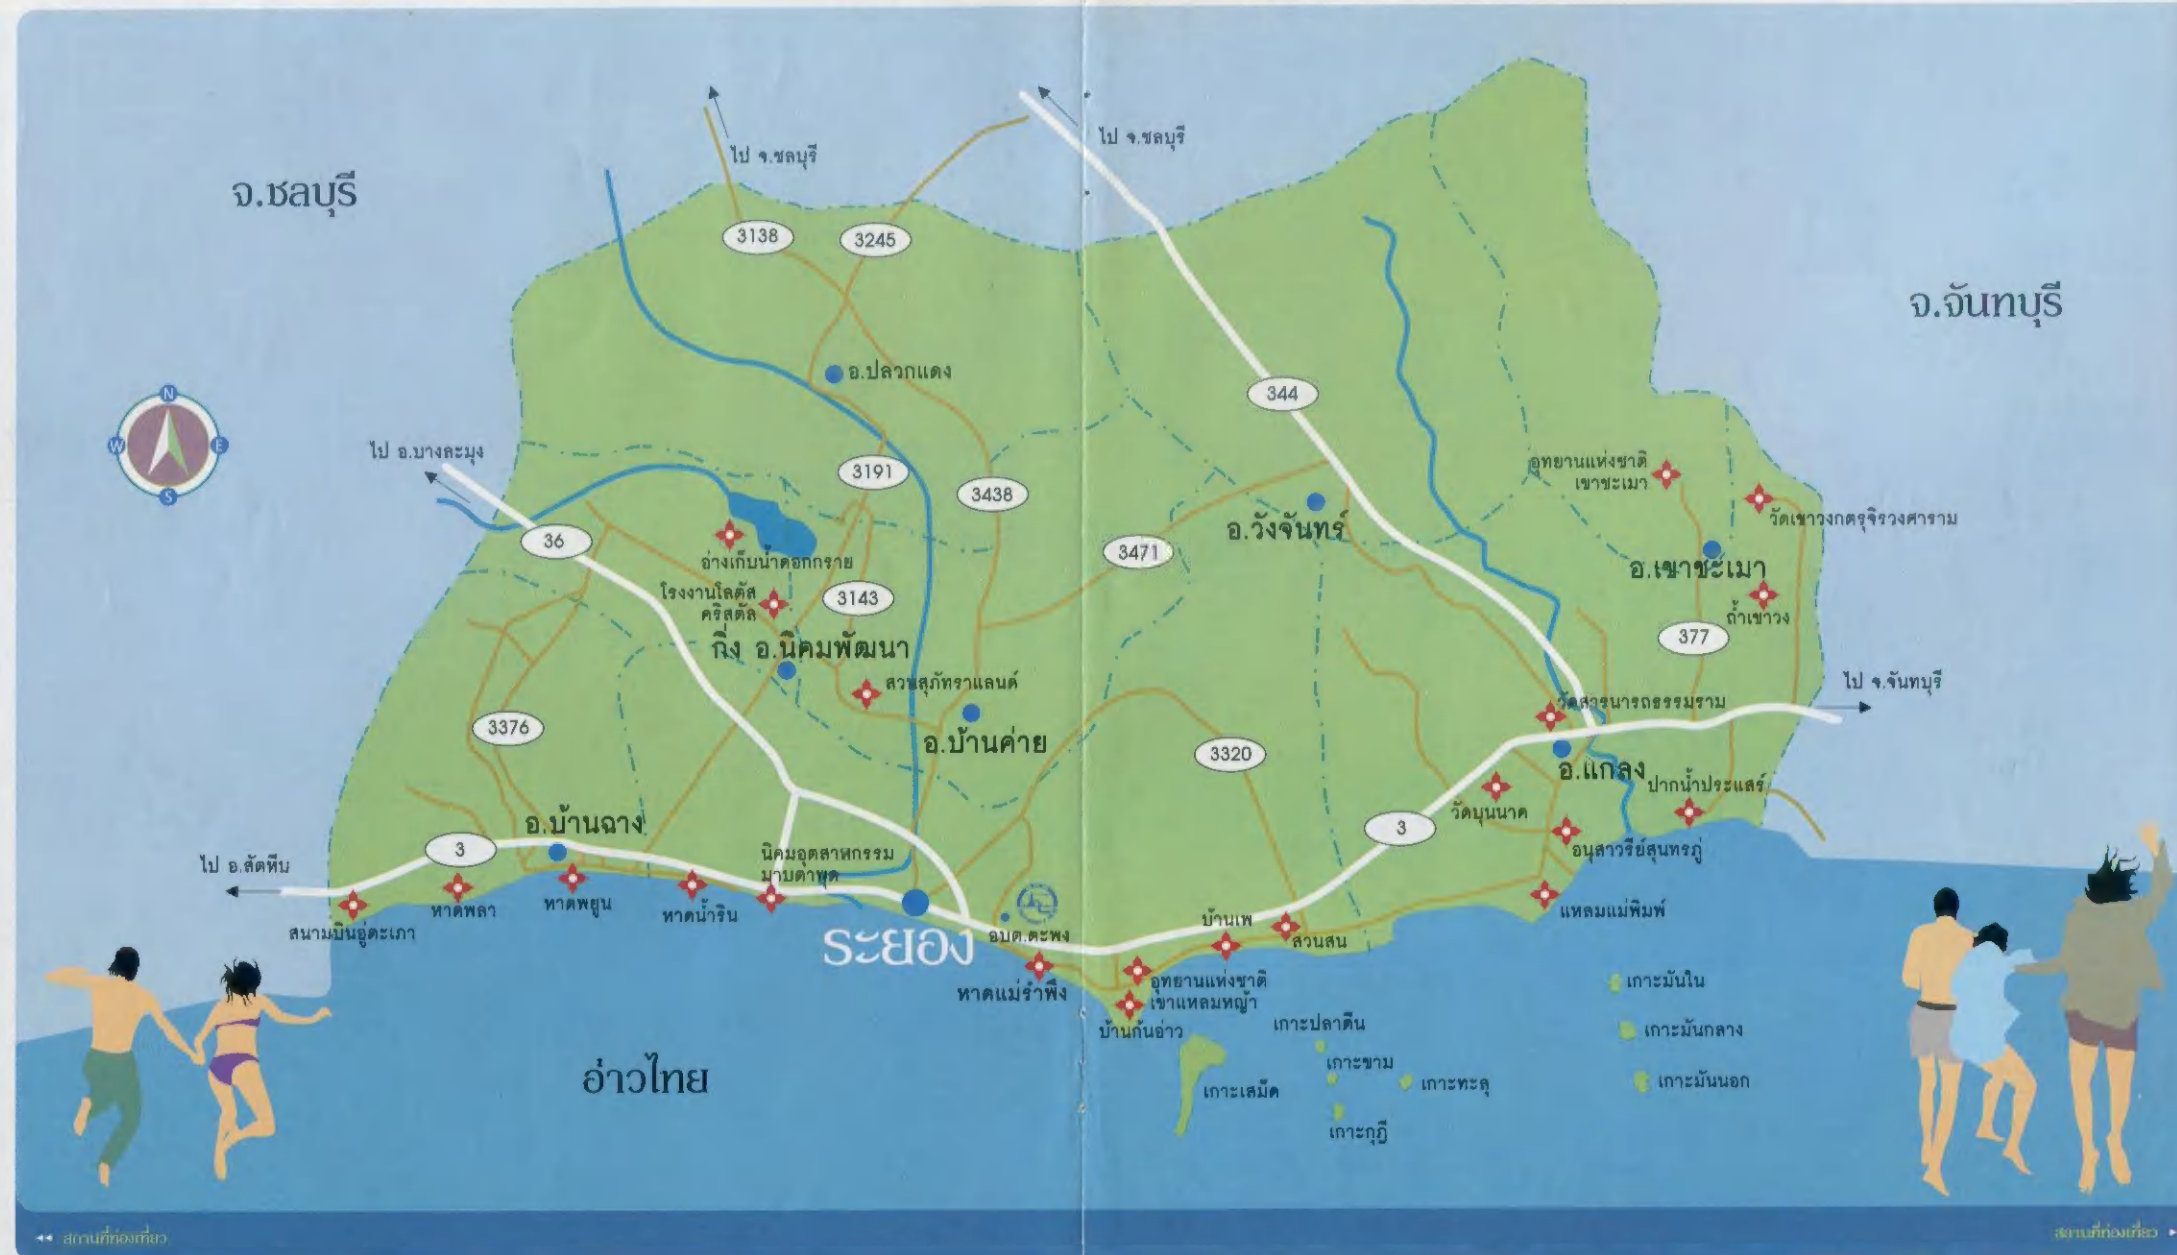 ไป จ.ชลบุรี
ไป จ.ชลบุรี
จ.ชลบุรี
3138
3245
จ.จันทบุรี
อ.ปลวกแดง
344
N
W
E
S
ไป อ.บางละมุง
3191
3438
36
อ่างเก็บน้ำดอกกราย
โรงงานโลตัส
คริสตัล
3143
กิ่ง อ.นิคมพัฒนา
สวนสุภัทราแลนด์
อ.บ้านค่าย
3471
อ.วังจันทร์
อุทยานแห่งชาติ
เขาชะเมา
วัดเขาวงกตรุจิรวงศาราม
อ.เขาชะเมา
ถ้ำเขาวง
377
ไป จ.จันทบุรี
วัดสารนารถธรรมราม
3376
3320
อ.แกลง
ปากน้ำประแสร์
วัดบุนนาค
3
อนุสาวรีย์สุนทรภู่
แหลมแม่พิมพ์
อ.บ้านฉาง
3
ไป อ.สัตหีบ
นิคมอุตสาหกรรม
มาบตาพุด
สนามบินอู่ตะเภา
หาดพลา
หาดพยูน
หาดน้ำริน
ระยอง
อบต.ตะพง
บ้านเพ
สวนสน
หาดแม่รำพึง
อุทยานแห่งชาติ
เขาแหลมหญ้า
บ้านก้นอ่าว
เกาะมันใน
เกาะมันกลาง
เกาะมันนอก
เกาะปลาตีน
เกาะขาม
เกาะทะลุ
เกาะเสม็ด
เกาะกุฎี
อ่าวไทย
สถานที่ท่องเที่ยว
สถานที่ท่องเที่ยว